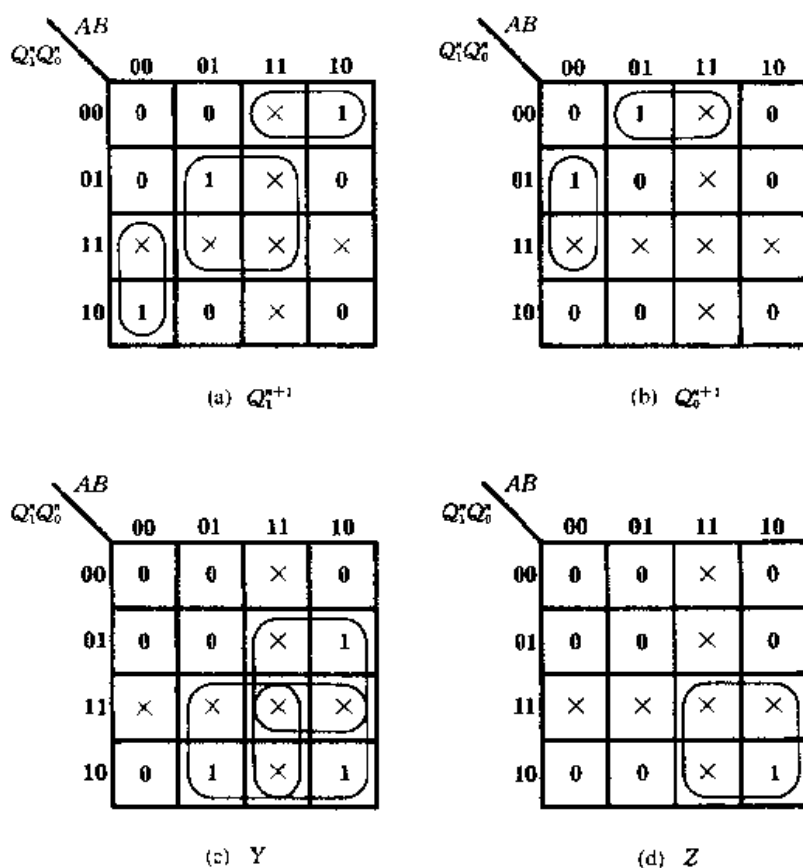 AB AB
Q₁ⁿQ₀ⁿ Q₁ⁿQ₀ⁿ
00 01 11 10 00 01 11 10
00 0 0 × 1 00 0 1 × 0
01 0 1 × 0 01 1 0 × 0
11 × × × × 11 × × × ×
10 1 0 × 0 10 0 0 × 0
(a) Q₁ⁿ⁺¹ (b) Q₀ⁿ⁺¹
AB AB
Q₁ⁿQ₀ⁿ Q₁ⁿQ₀ⁿ
00 01 11 10 00 01 11 10
00 0 0 × 0 00 0 0 × 0
01 0 0 × 1 01 0 0 × 0
11 × × × × 11 × × × ×
10 0 1 × 1 10 0 0 × 1
(c) Y (d) Z